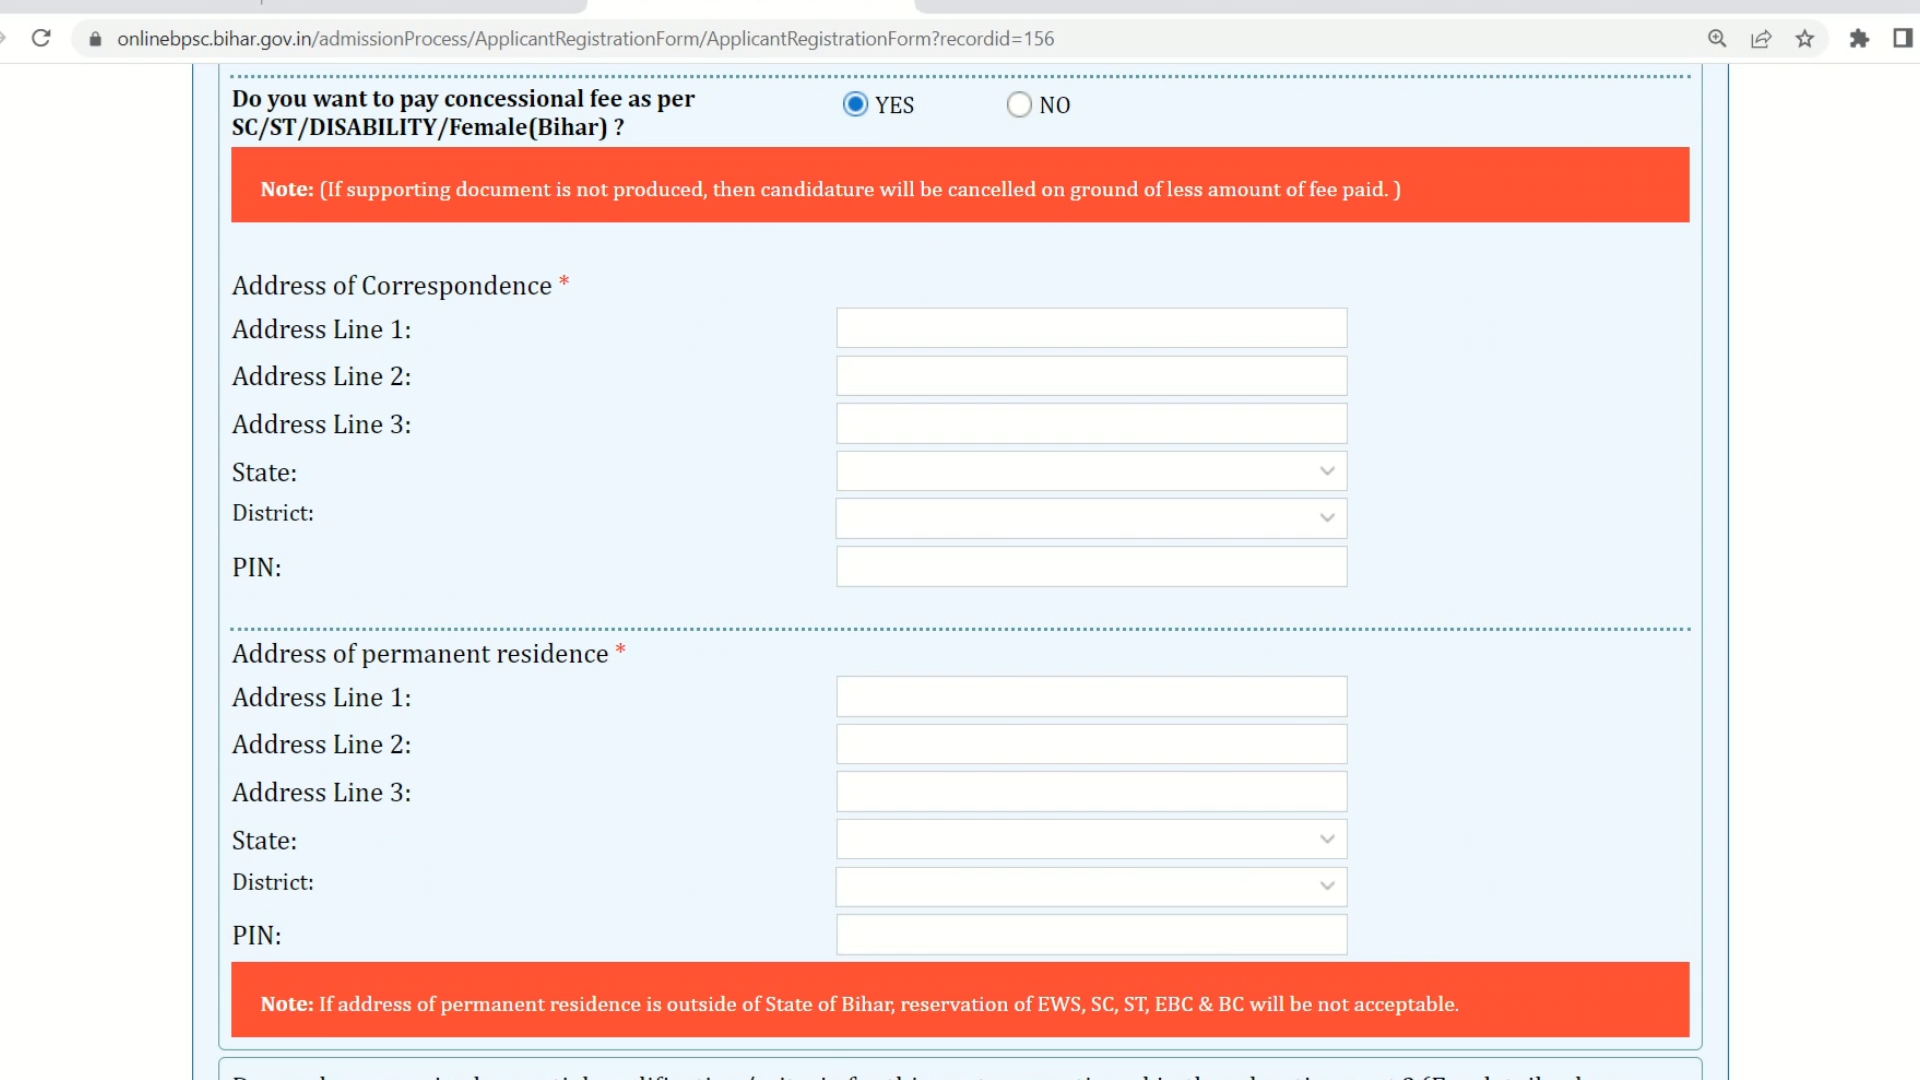 onlinebpsc.bihar.gov.in/admissionProcess/ApplicantRegistrationForm/ApplicantRegistrationForm?recordid=156
Do you want to pay concessional fee as per YES NO
SC/ST/DISABILITY/Female(Bihar) ?
Note: (If supporting document is not produced, then candidature will be cancelled on ground of less amount of fee paid. )
Address of Correspondence *
Address Line 1:
Address Line 2:
Address Line 3:
State:
District:
PIN:
Address of permanent residence *
Address Line 1:
Address Line 2:
Address Line 3:
State:
District:
PIN:
Note: If address of permanent residence is outside of State of Bihar, reservation of EWS, SC, ST, EBC & BC will be not acceptable.